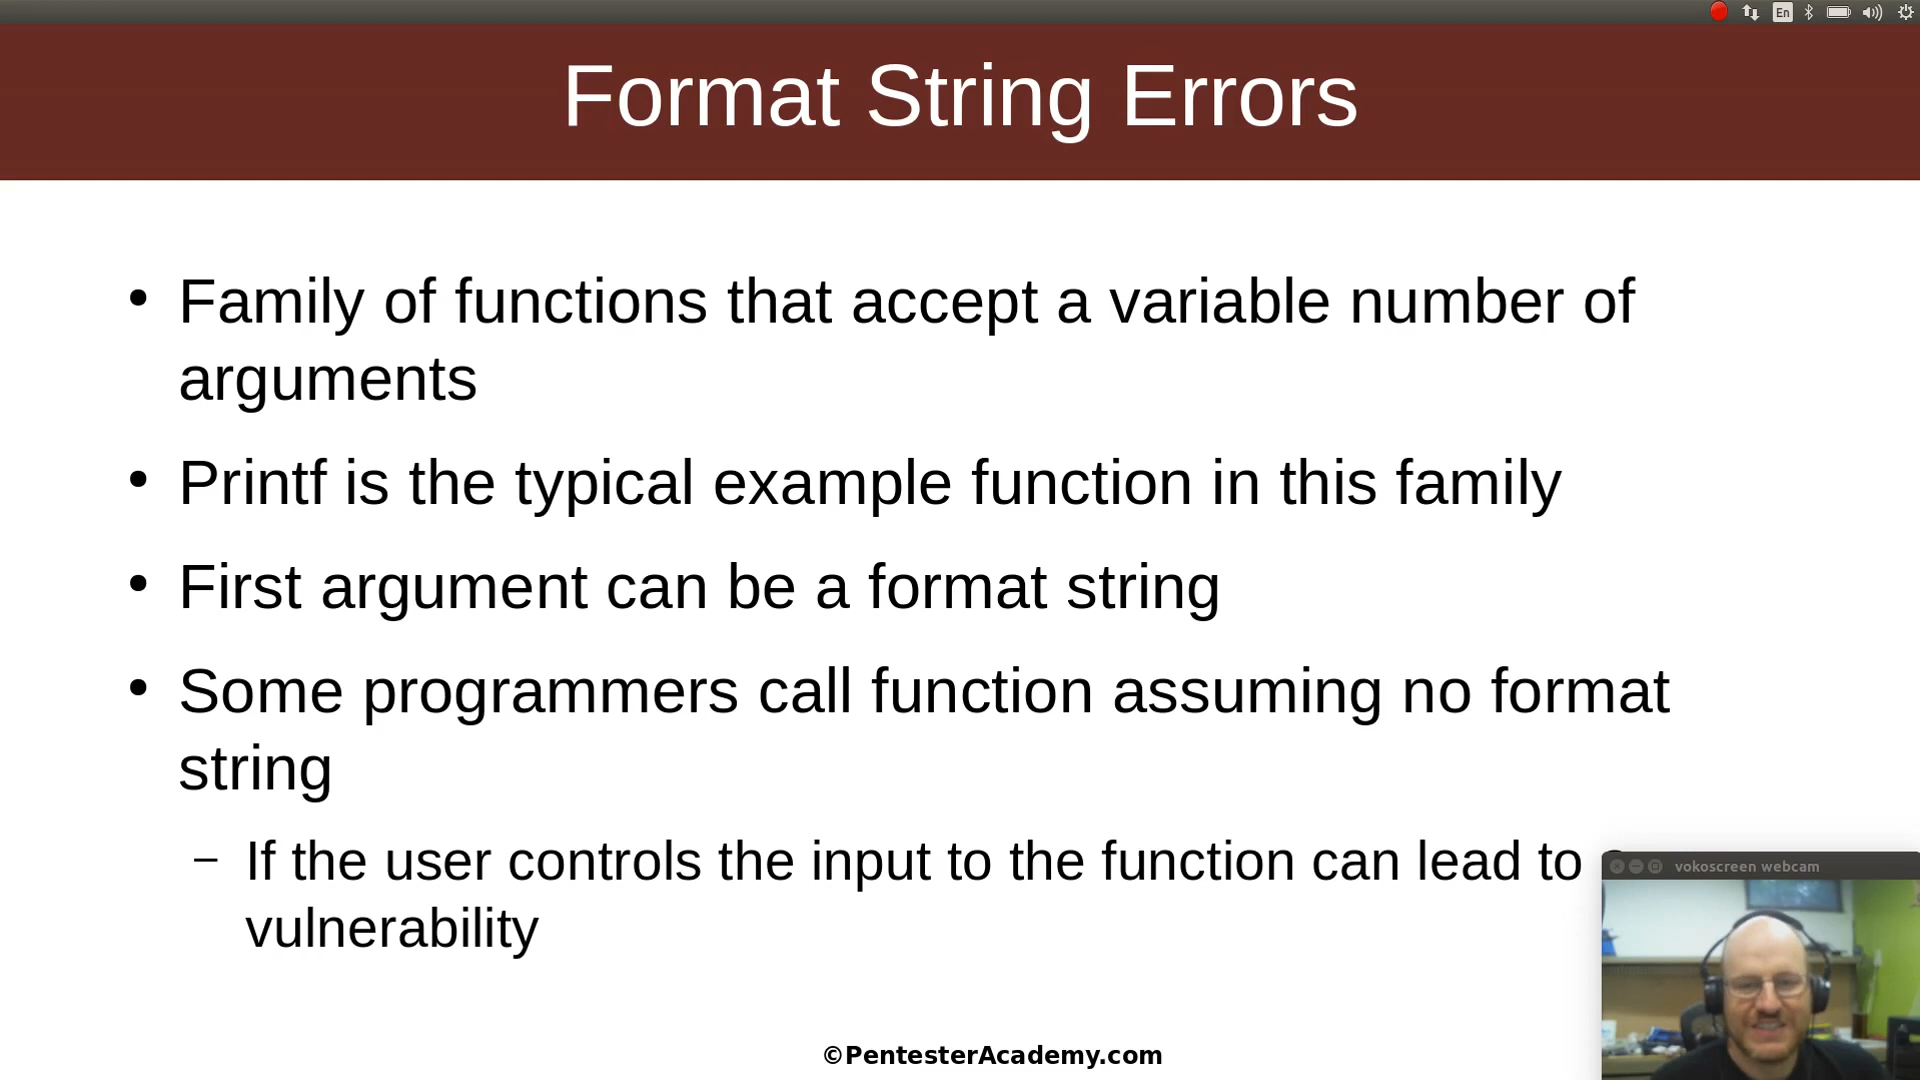 En
Format String Errors
• Family of functions that accept a variable number of
arguments
• Printf is the typical example function in this family
• First argument can be a format string
• Some programmers call function assuming no format
string
– If the user controls the input to the function can lead to
vulnerability
vokoscreen webcam
©PentesterAcademy.com